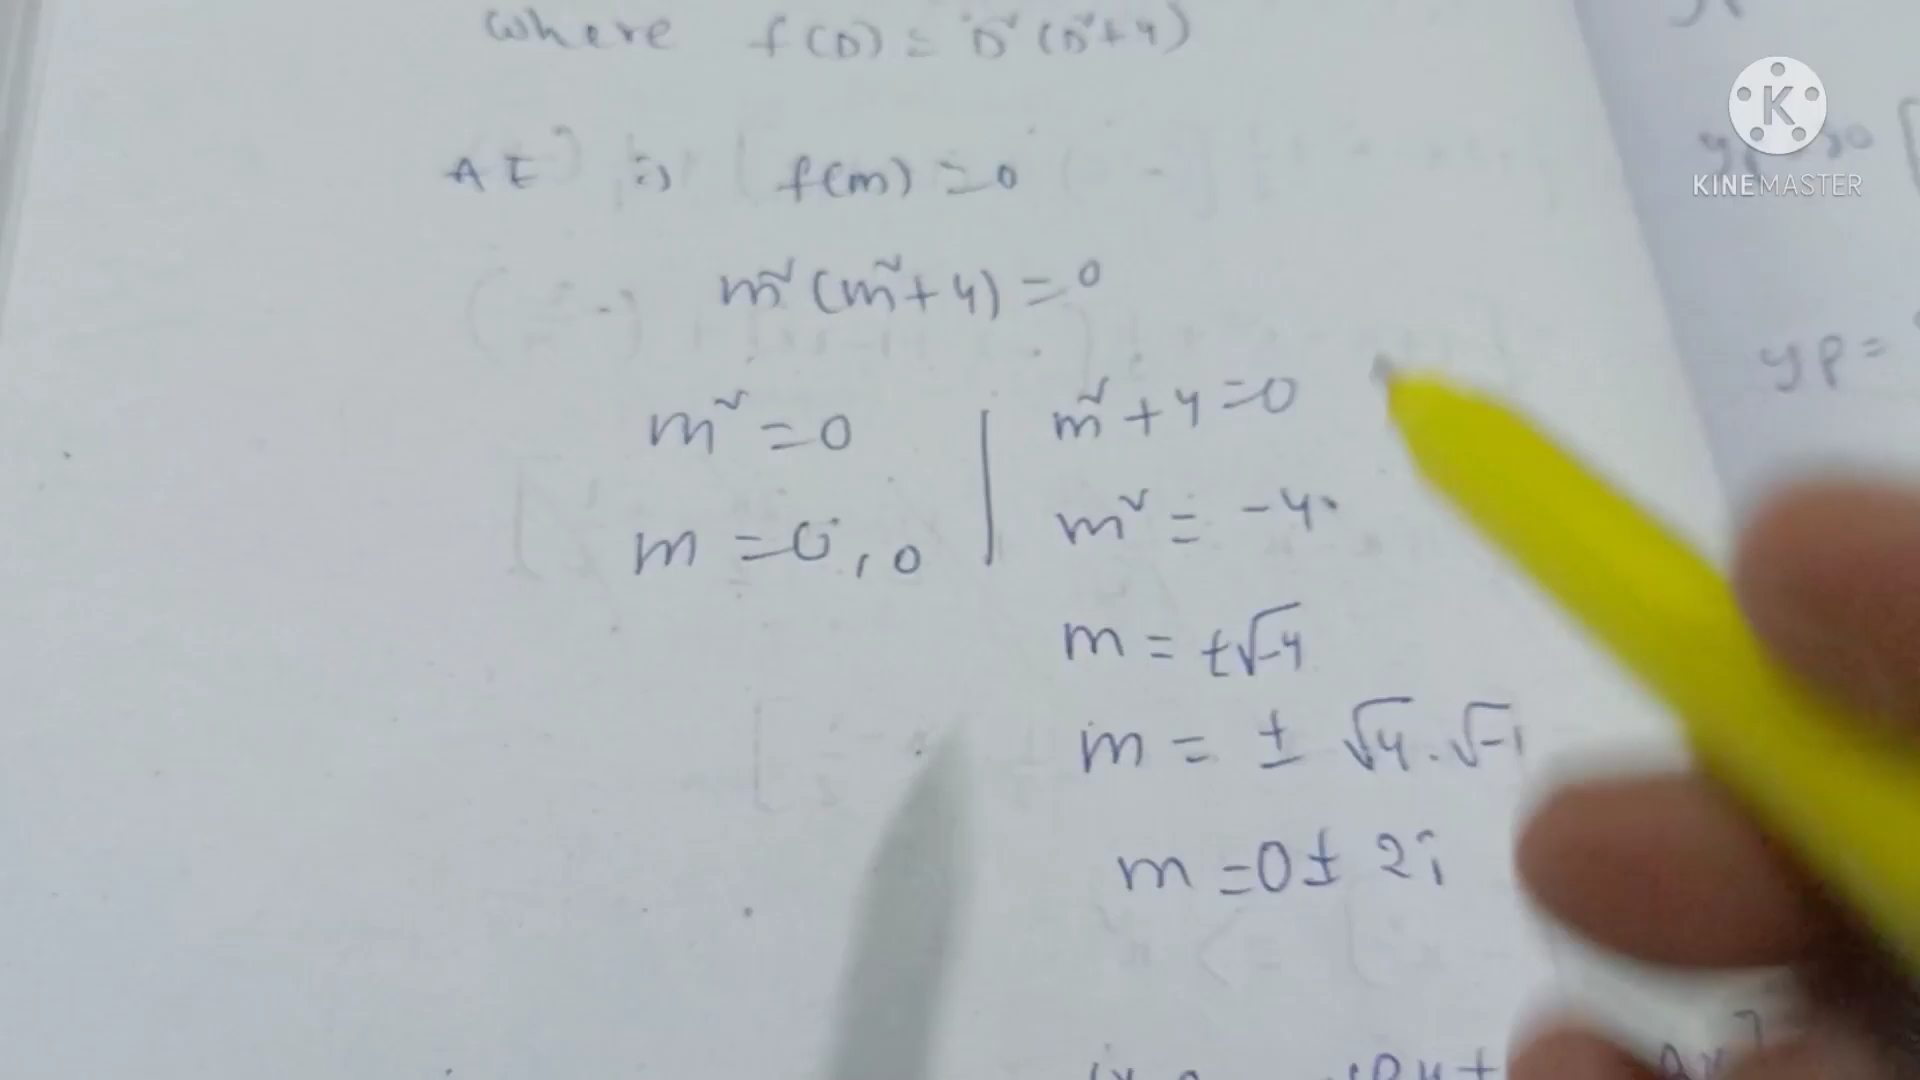 where f(D) = D² (D²+4)
AE is f(m) = 0
m² (m²+4) = 0
m² = 0
m = 0, 0
m² + 4 = 0
m² = -4
m = ±√-4
m = ± √4 . √-1
m = 0 ± 2i
KINEMASTER
yp =